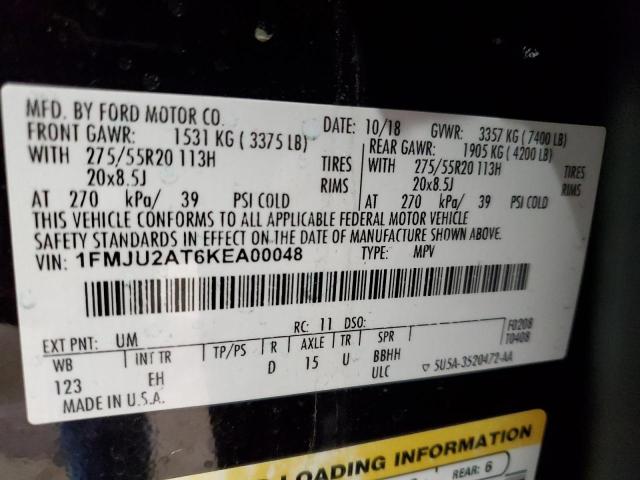 MFD. BY FORD MOTOR CO.
DATE: 10/18 GVWR: 3357 KG ( 7400 LB)
FRONT GAWR: 1531 KG ( 3375 LB)
REAR GAWR: 1905 KG ( 4200 LB)
WITH 275/55R20 113H TIRES WITH 275/55R20 113H TIRES
20x8.5J RIMS 20x8.5J RIMS
AT 270 kPa/ 39 PSI COLD AT 270 kPa/ 39 PSI COLD
THIS VEHICLE CONFORMS TO ALL APPLICABLE FEDERAL MOTOR VEHICLE
SAFETY STANDARDS IN EFFECT ON THE DATE OF MANUFACTURE SHOWN ABOVE.
VIN: 1FMJU2AT6KEA00048 TYPE: MPV
EXT PNT: UM RC: 11 DSO: F0208
T0408
WB INT TR TP/PS R AXLE TR SPR
123 EH D 15 U BBHH
ULC
5U5A-3520472-AA
MADE IN U.S.A.
LOADING INFORMATION
REAR: 6